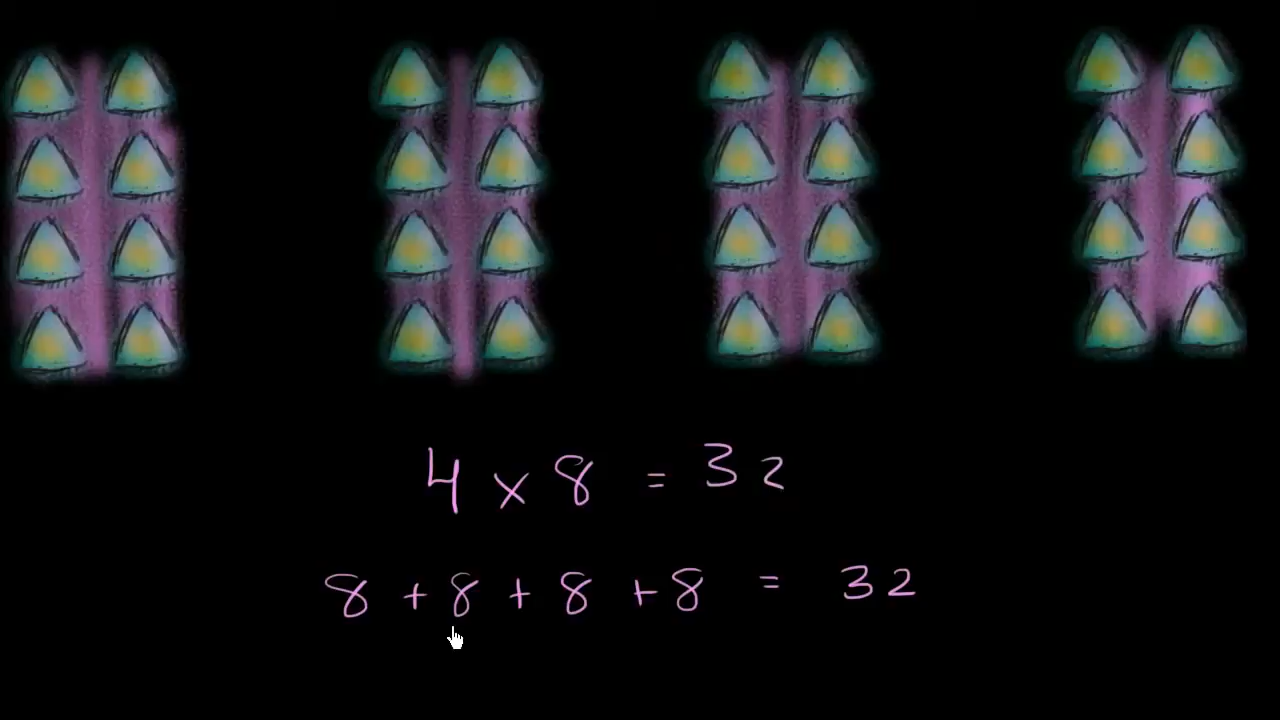 4 x 8 = 32
8 + 8 + 8 + 8 = 32